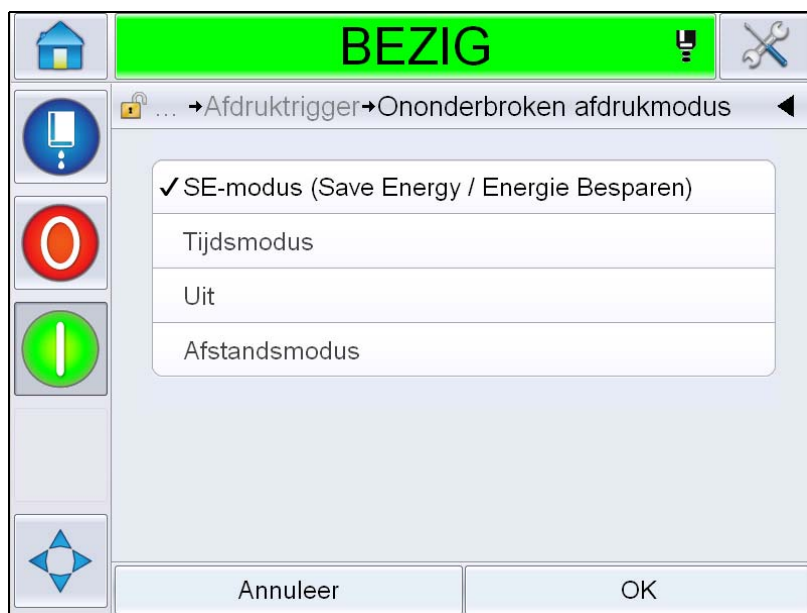 BEZIG
... →Afdruktrigger→Ononderbroken afdrukmodus
✓SE-modus (Save Energy / Energie Besparen)
Tijdsmodus
Uit
Afstandsmodus
Annuleer
OK